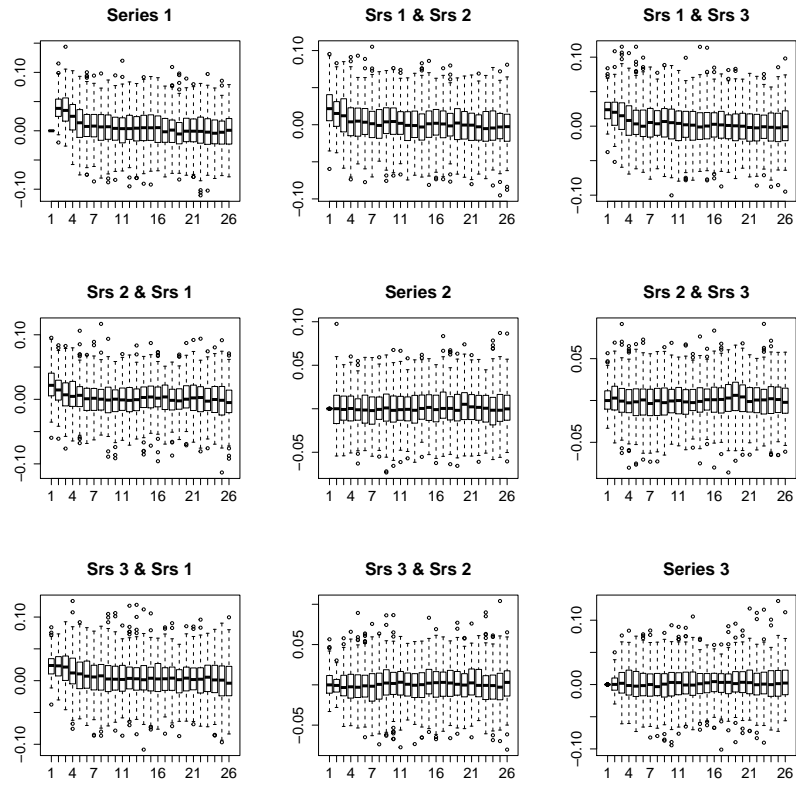 Series 1
Srs 1 & Srs 2
Srs 1 & Srs 3
−0.10 0.00 0.10
1 4 7 11 16 21 26
−0.10 0.00 0.10
1 4 7 11 16 21 26
−0.10 0.00 0.10
1 4 7 11 16 21 26
Srs 2 & Srs 1
Series 2
Srs 2 & Srs 3
−0.10 0.00 0.10
1 4 7 11 16 21 26
−0.05 0.05 0.10
1 4 7 11 16 21 26
−0.05 0.05
1 4 7 11 16 21 26
Srs 3 & Srs 1
Srs 3 & Srs 2
Series 3
−0.10 0.00 0.10
1 4 7 11 16 21 26
−0.05 0.05
1 4 7 11 16 21 26
−0.10 0.00 0.10
1 4 7 11 16 21 26